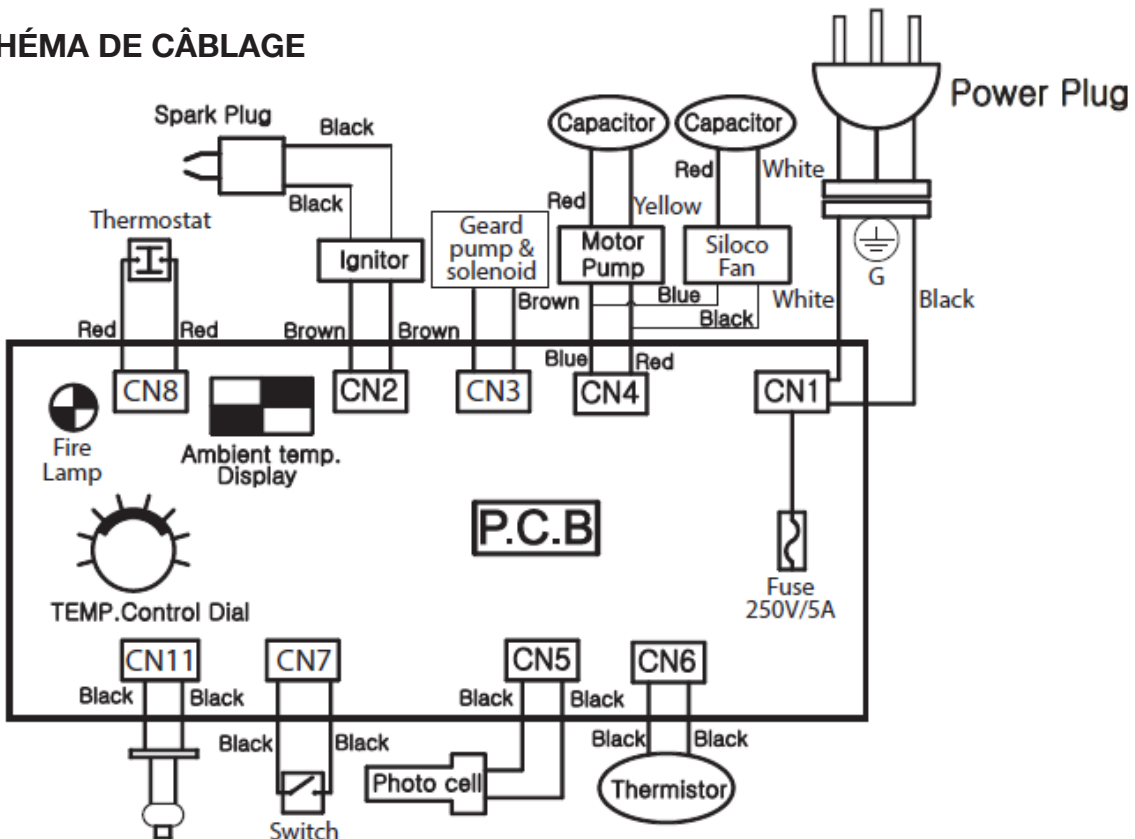 HÉMA DE CÂBLAGE
Power Plug
Spark Plug
Black
Black
Capacitor
Capacitor
Red
White
Red
Yellow
Thermostat
Ignitor
Geard
pump &
solenoid
Motor
Pump
Siloco
Fan
G
Brown
Blue
White
Black
Black
Red
Red
Brown
Brown
Blue
Red
CN8
CN2
CN3
CN4
CN1
Fire
Lamp
Ambient temp.
Display
P.C.B
Fuse
250V/5A
TEMP.Control Dial
CN11
CN7
CN5
CN6
Black
Black
Black
Black
Black
Black
Black
Black
Photo cell
Thermistor
Switch